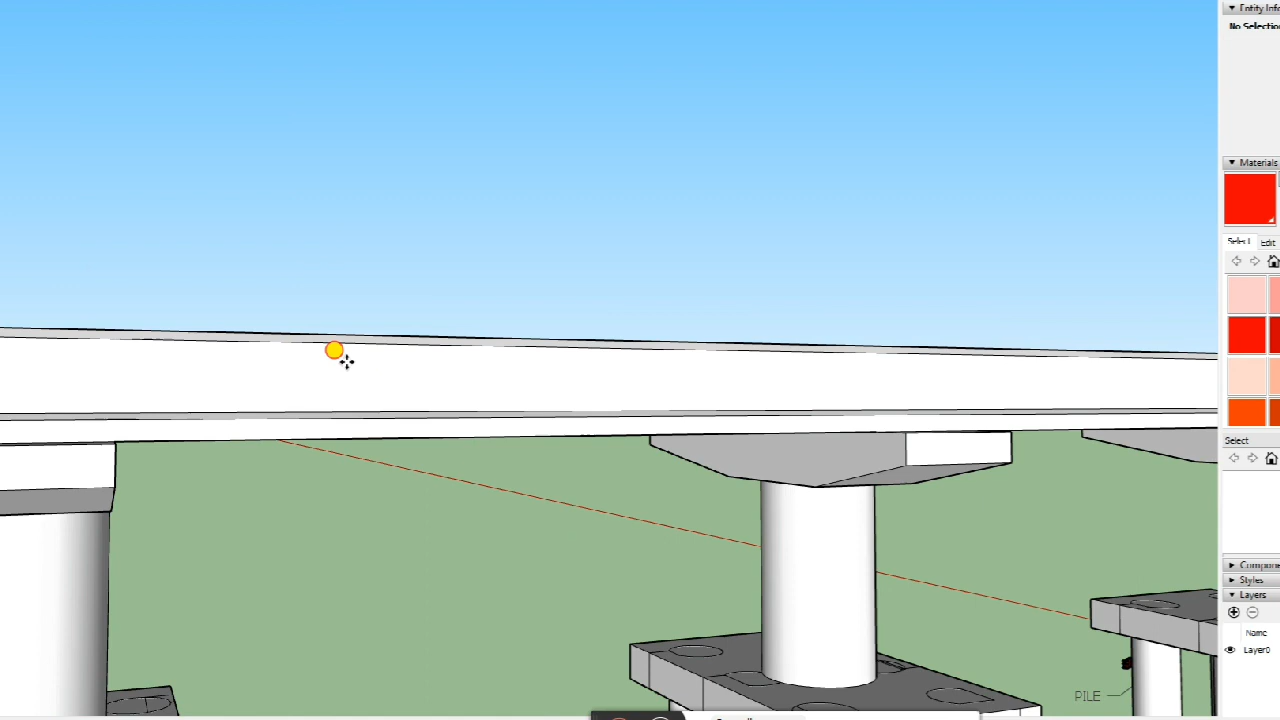 Entity Info
No Selection
Materials
Select
Edit
Select
Styles
Layers
Name
Layer0
PILE